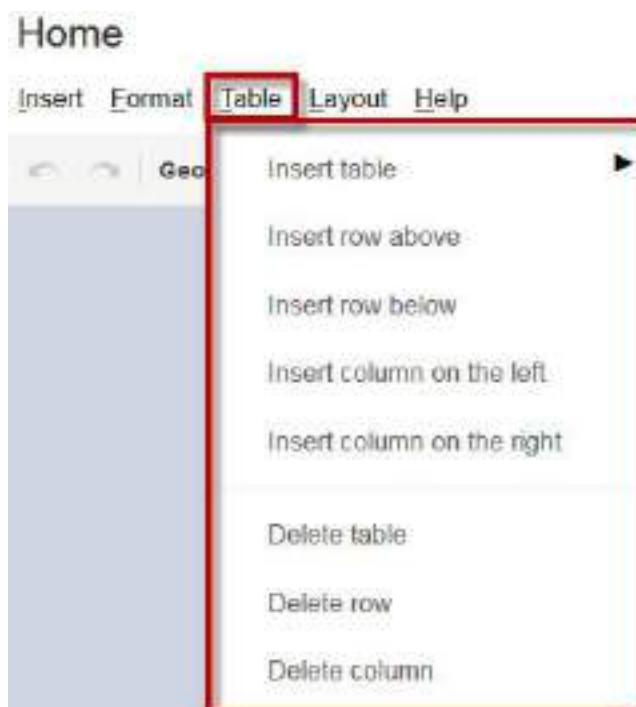 Home
Insert Format Table Layout Help
Geo
Insert table
Insert row above
Insert row below
Insert column on the left
Insert column on the right
Delete table
Delete row
Delete column